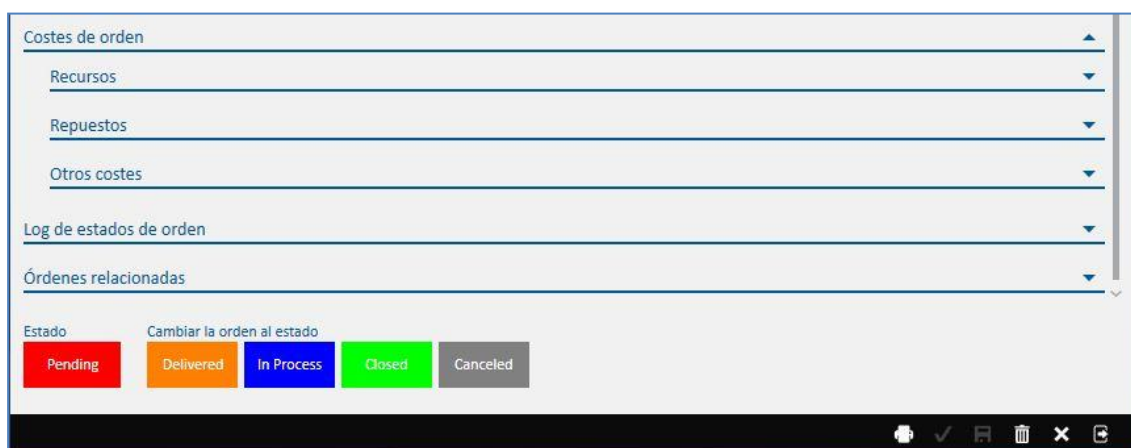 Costes de orden
Recursos
Repuestos
Otros costes
Log de estados de orden
Órdenes relacionadas
Estado Cambiar la orden al estado
Pending Delivered In Process Closed Canceled